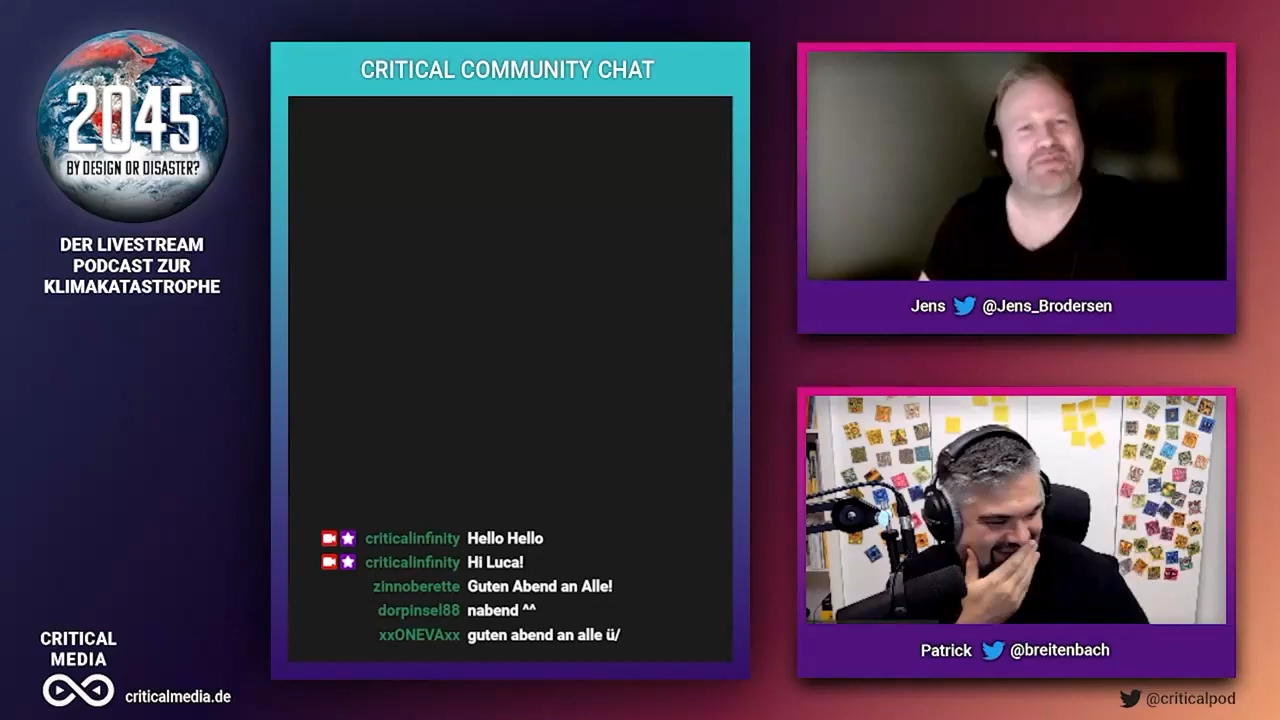 2045
BY DESIGN OR DISASTER?
DER LIVESTREAM
PODCAST ZUR
KLIMAKATASTROPHE
CRITICAL
MEDIA
criticalmedia.de
CRITICAL COMMUNITY CHAT
criticalinfinity Hello Hello
criticalinfinity Hi Luca!
zinnoberette Guten Abend an Alle!
dorpinsel88 nabend ^^
xxONEVAxx guten abend an alle ü/
Jens @Jens_Brodersen
Patrick @breitenbach
@criticalpod